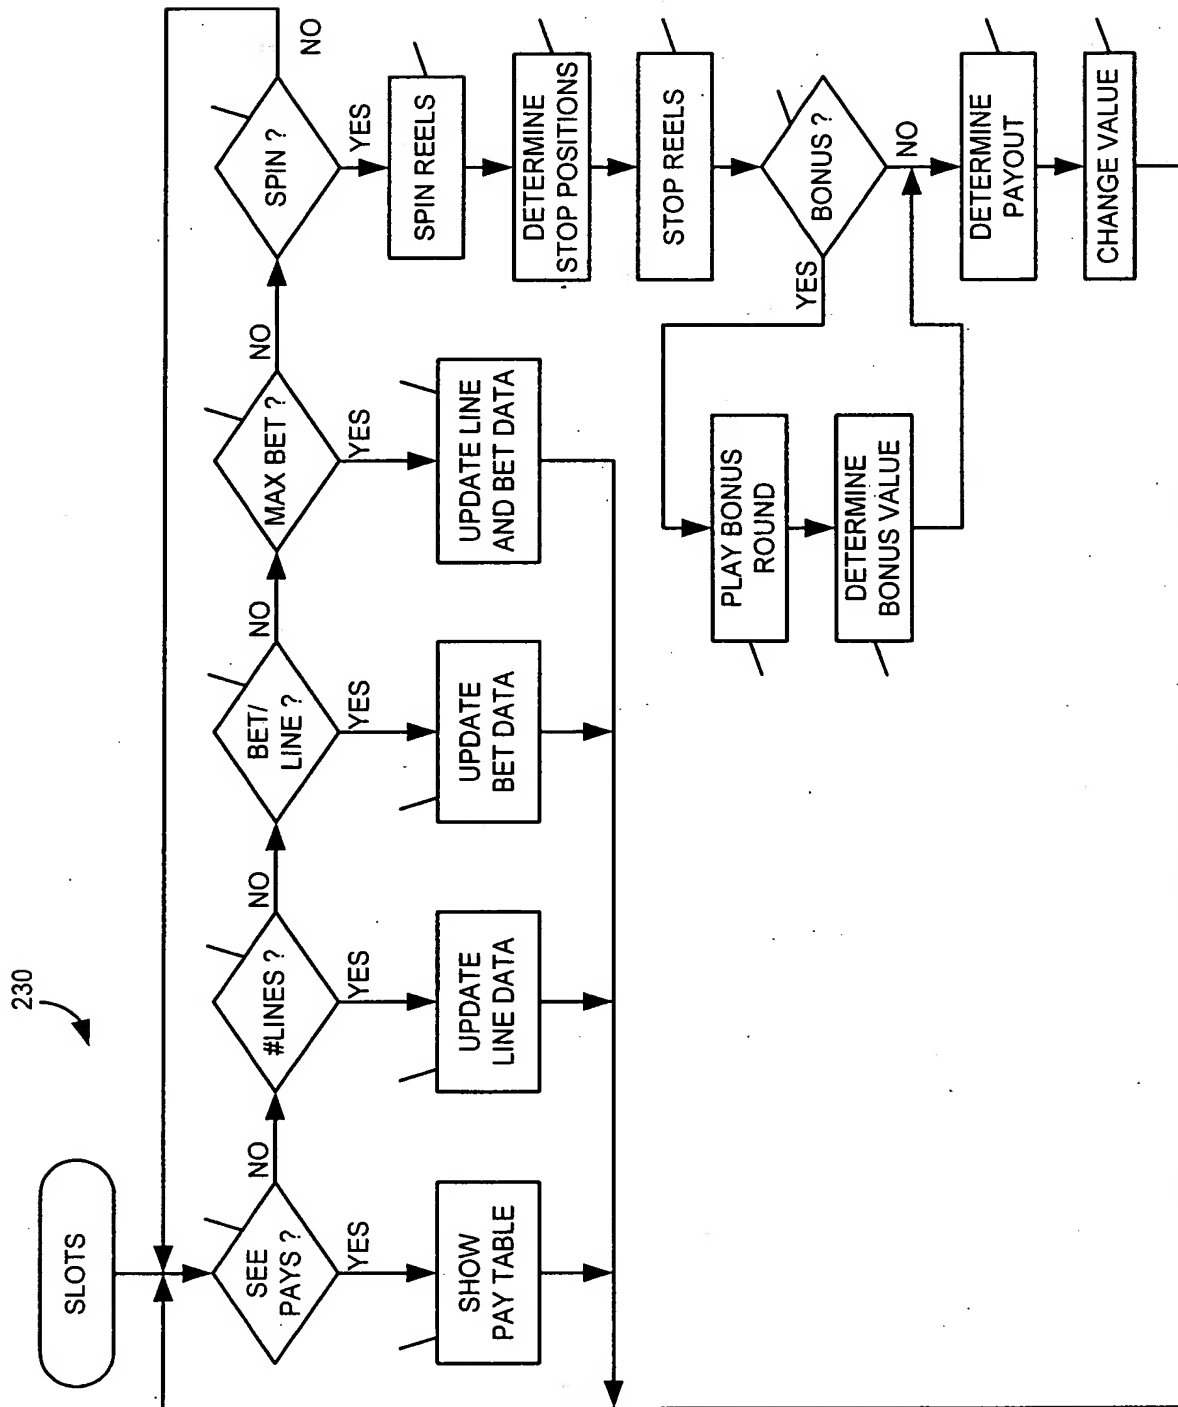 230
SLOTS
SEE
PAYS ?
NO
YES
SHOW
PAY TABLE
#LINES ?
NO
YES
UPDATE
LINE DATA
BET/
LINE ?
NO
YES
UPDATE
BET DATA
MAX BET ?
NO
YES
UPDATE LINE
AND BET DATA
SPIN ?
NO
YES
SPIN REELS
DETERMINE
STOP POSITIONS
STOP REELS
BONUS ?
YES
NO
PLAY BONUS
ROUND
DETERMINE
BONUS VALUE
DETERMINE
PAYOUT
CHANGE VALUE